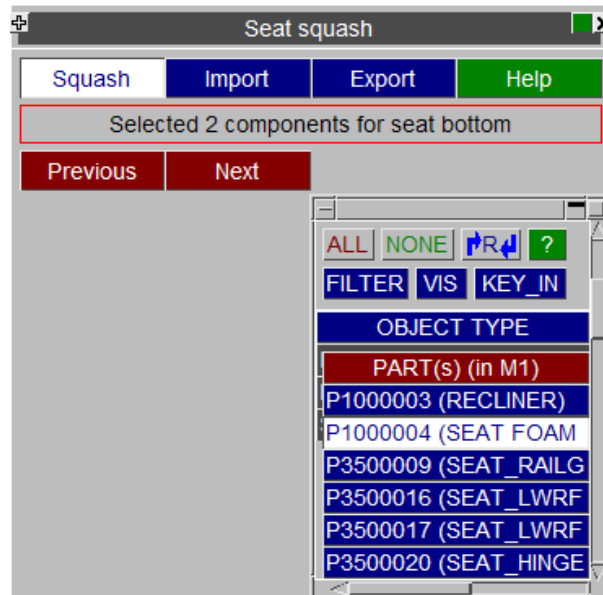 Seat squash
Squash Import Export Help
Selected 2 components for seat bottom
Previous Next
ALL NONE R ?
FILTER VIS KEY_IN
OBJECT TYPE
PART(s) (in M1)
P1000003 (RECLINER)
P1000004 (SEAT FOAM
P3500009 (SEAT_RAILG
P3500016 (SEAT_LWRF
P3500017 (SEAT_LWRF
P3500020 (SEAT_HINGE